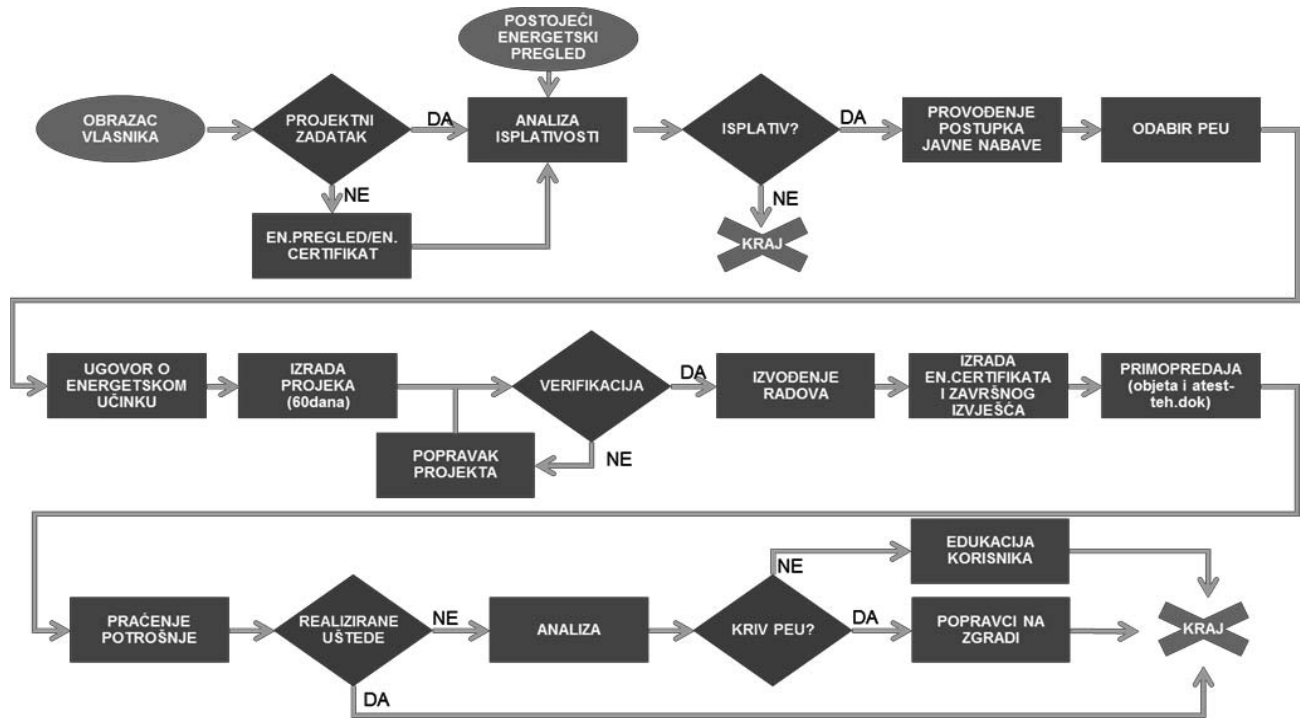 POSTOJEĆI
ENERGETSKI
PREGLED
OBRAZAC
VLASNIKA
PROJEKTNI
ZADATAK
DA
ANALIZA
ISPLATIVOSTI
ISPLATIV?
DA
PROVOĐENJE
POSTUPKA
JAVNE NABAVE
ODABIR PEU
NE
EN.PREGLED/EN.
CERTIFIKAT
NE
KRAJ
UGOVOR O
ENERGETSKOM
UČINKU
IZRADA
PROJEKA
(60dana)
VERIFIKACIJA
DA
IZVOĐENJE
RADOVA
IZRADA
EN.CERTIFIKATA
I ZAVRŠNOG
IZVJEŠĆA
PRIMOPREDAJA
(objeta i atest-
teh.dok)
POPRAVAK
PROJEKTA
NE
PRAĆENJE
POTROŠNJE
REALIZIRANE
UŠTEDE
NE
ANALIZA
KRIV PEU?
NE
EDUKACIJA
KORISNIKA
DA
POPRAVCI NA
ZGRADI
KRAJ
DA